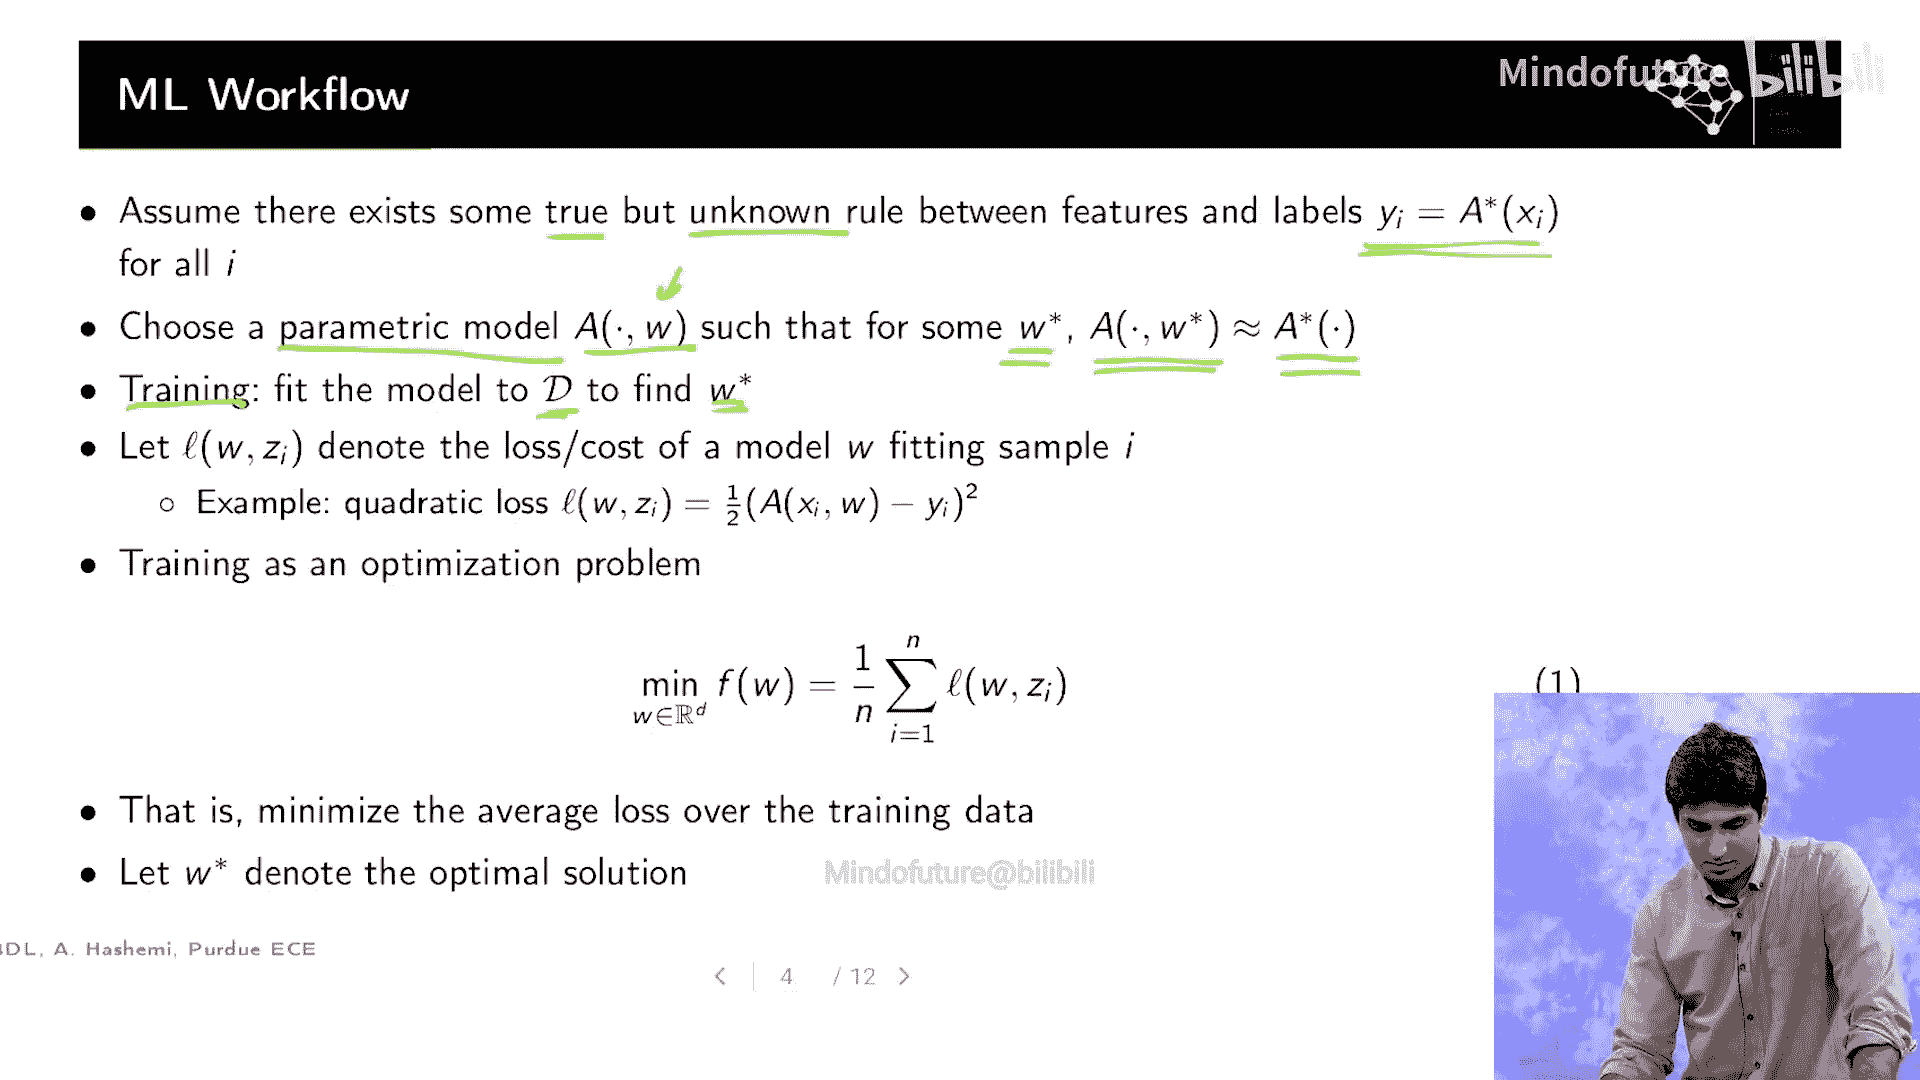 ML Workflow
Mindofuture
bilibili
• Assume there exists some true but unknown rule between features and labels yᵢ = A*(xᵢ)
for all i
• Choose a parametric model A(·, w) such that for some w*, A(·, w*) ≈ A*(·)
• Training: fit the model to 𝒟 to find w*
• Let ℓ(w, zᵢ) denote the loss/cost of a model w fitting sample i
○ Example: quadratic loss ℓ(w, zᵢ) = ½(A(xᵢ, w) − yᵢ)²
• Training as an optimization problem
min_{w∈ℝᵈ} f(w) = \frac{1}{n} \sum_{i=1}^{n} ℓ(w, zᵢ) (1)
• That is, minimize the average loss over the training data
• Let w* denote the optimal solution
Mindofuture@bilibili
DL, A. Hashemi, Purdue ECE
4 / 12